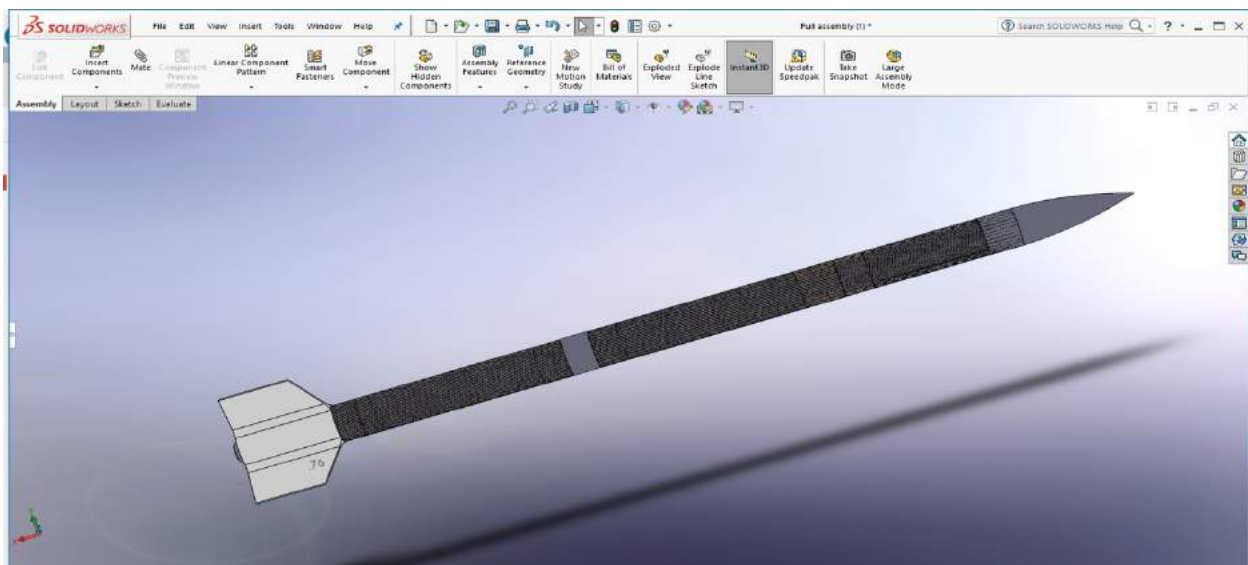 SOLIDWORKS File Edit View Insert Tools Window Help Full assembly (1) * Search SOLIDWORKS Help
Edit Component
Insert Components
Mate
Component Preview Window
Linear Component Pattern
Smart Fasteners
Move Component
Show Hidden Components
Assembly Features
Reference Geometry
New Motion Study
Bill of Materials
Exploded View
Explode Line Sketch
Instant3D
Update Speedpak
Take Snapshot
Large Assembly Mode
Assembly Layout Sketch Evaluate